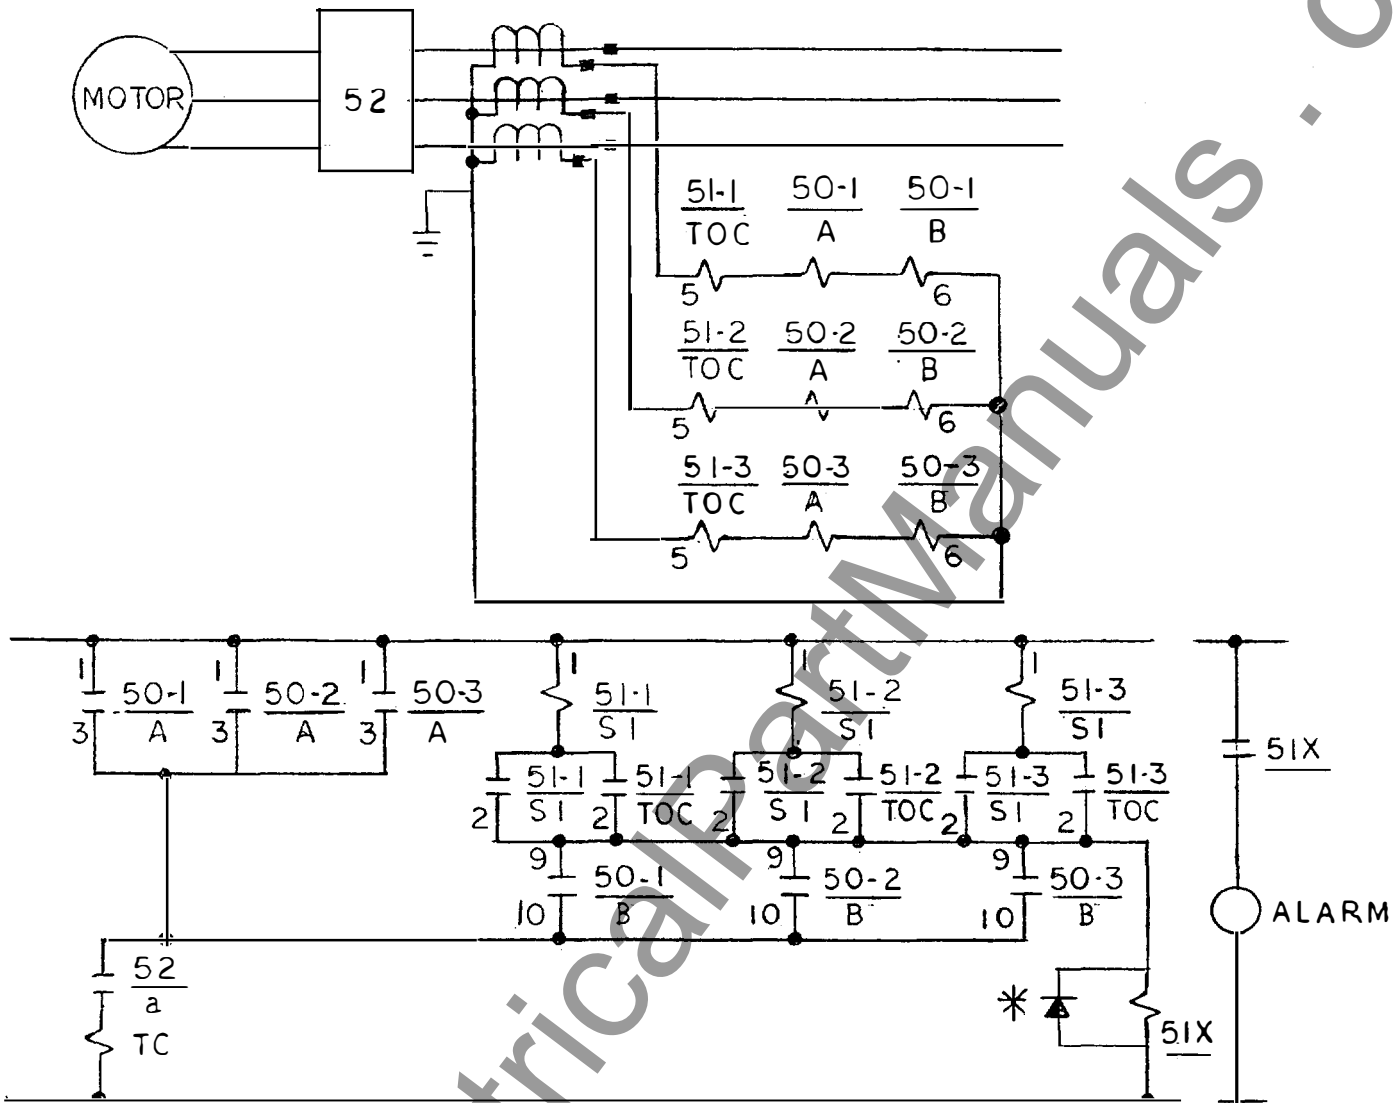 MOTOR
52
51-1 50-1 50-1
TOC A B
5 6
51-2 50-2 50-2
TOC A B
5 6
51-3 50-3 50-3
TOC A B
5 6
1 1 1 1 1 1
50-1 50-2 50-3 51-1 51-2 51-3
A A A SI SI SI
3 3 3
51X
51-1 51-1 51-2 51-2 51-3 51-3
SI TOC SI TOC SI TOC
2 2 2 2 2 2
9 9 9
50-1 50-2 50-3
B B B
10 10 10
ALARM
52
a
TC
* 51X
tricalPartManuals . o